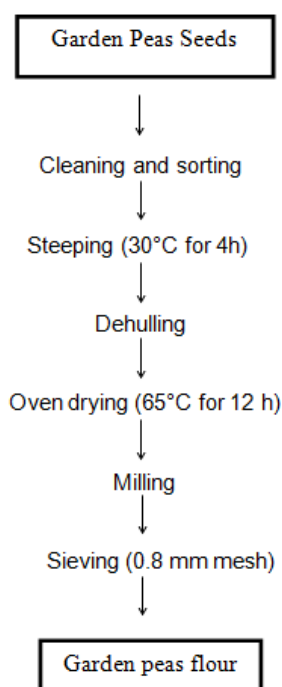 Garden Peas Seeds
Cleaning and sorting
Steeping (30°C for 4h)
Dehulling
Oven drying (65°C for 12 h)
Milling
Sieving (0.8 mm mesh)
Garden peas flour